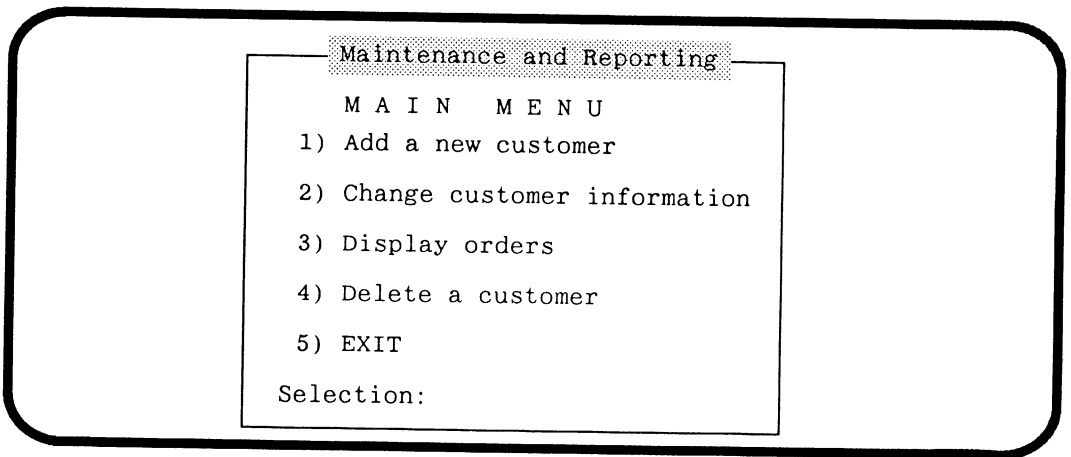 Maintenance and Reporting
M A I N  M E N U
1) Add a new customer
2) Change customer information
3) Display orders
4) Delete a customer
5) EXIT
Selection: